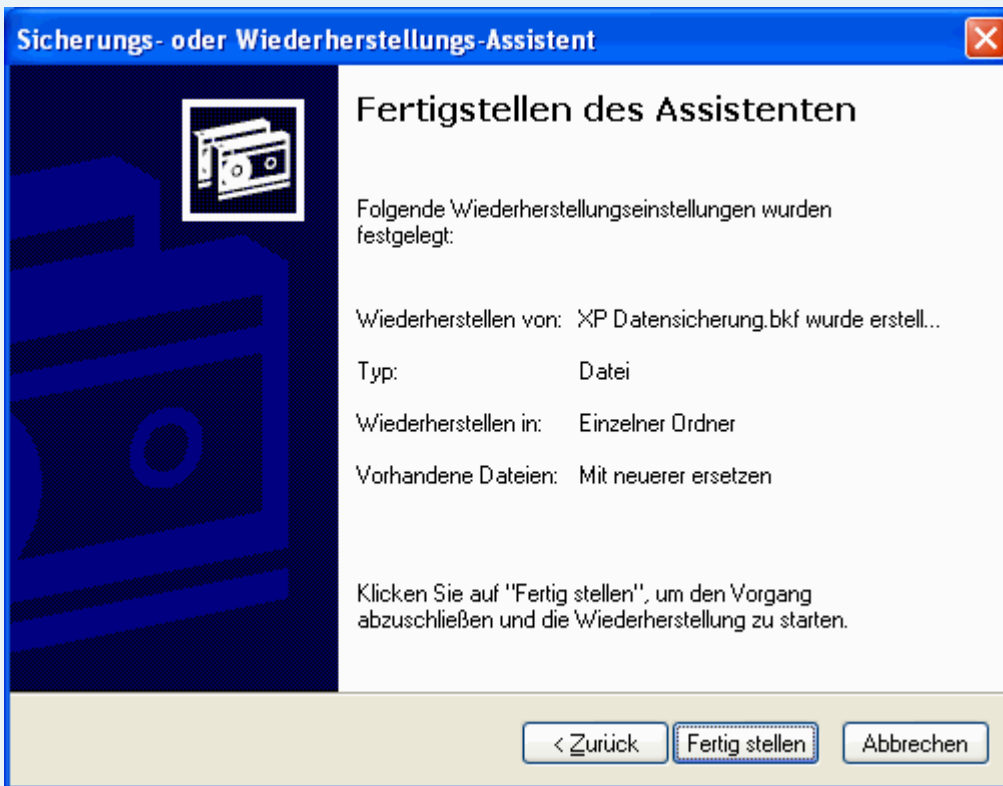 Sicherungs- oder Wiederherstellungs-Assistent
Fertigstellen des Assistenten
Folgende Wiederherstellungseinstellungen wurden
festgelegt:
Wiederherstellen von: XP Datensicherung.bkf wurde erstell...
Typ: Datei
Wiederherstellen in: Einzelner Ordner
Vorhandene Dateien: Mit neuerer ersetzen
Klicken Sie auf "Fertig stellen", um den Vorgang
abzuschließen und die Wiederherstellung zu starten.
< Zurück Fertig stellen Abbrechen